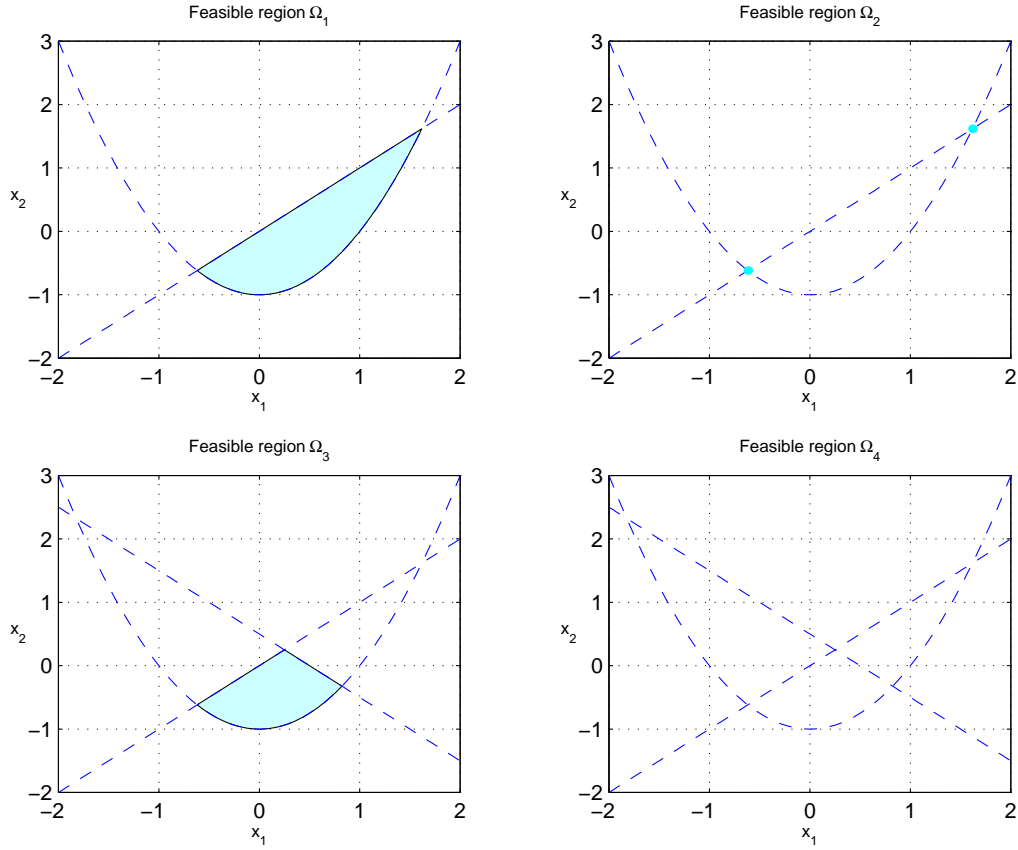 Feasible region Ω₁
3
2
1
0
−1
−2
x₂
−2 −1 0 1 2
x₁
Feasible region Ω₂
3
2
1
0
−1
−2
x₂
−2 −1 0 1 2
x₁
Feasible region Ω₃
3
2
1
0
−1
−2
x₂
−2 −1 0 1 2
x₁
Feasible region Ω₄
3
2
1
0
−1
−2
x₂
−2 −1 0 1 2
x₁